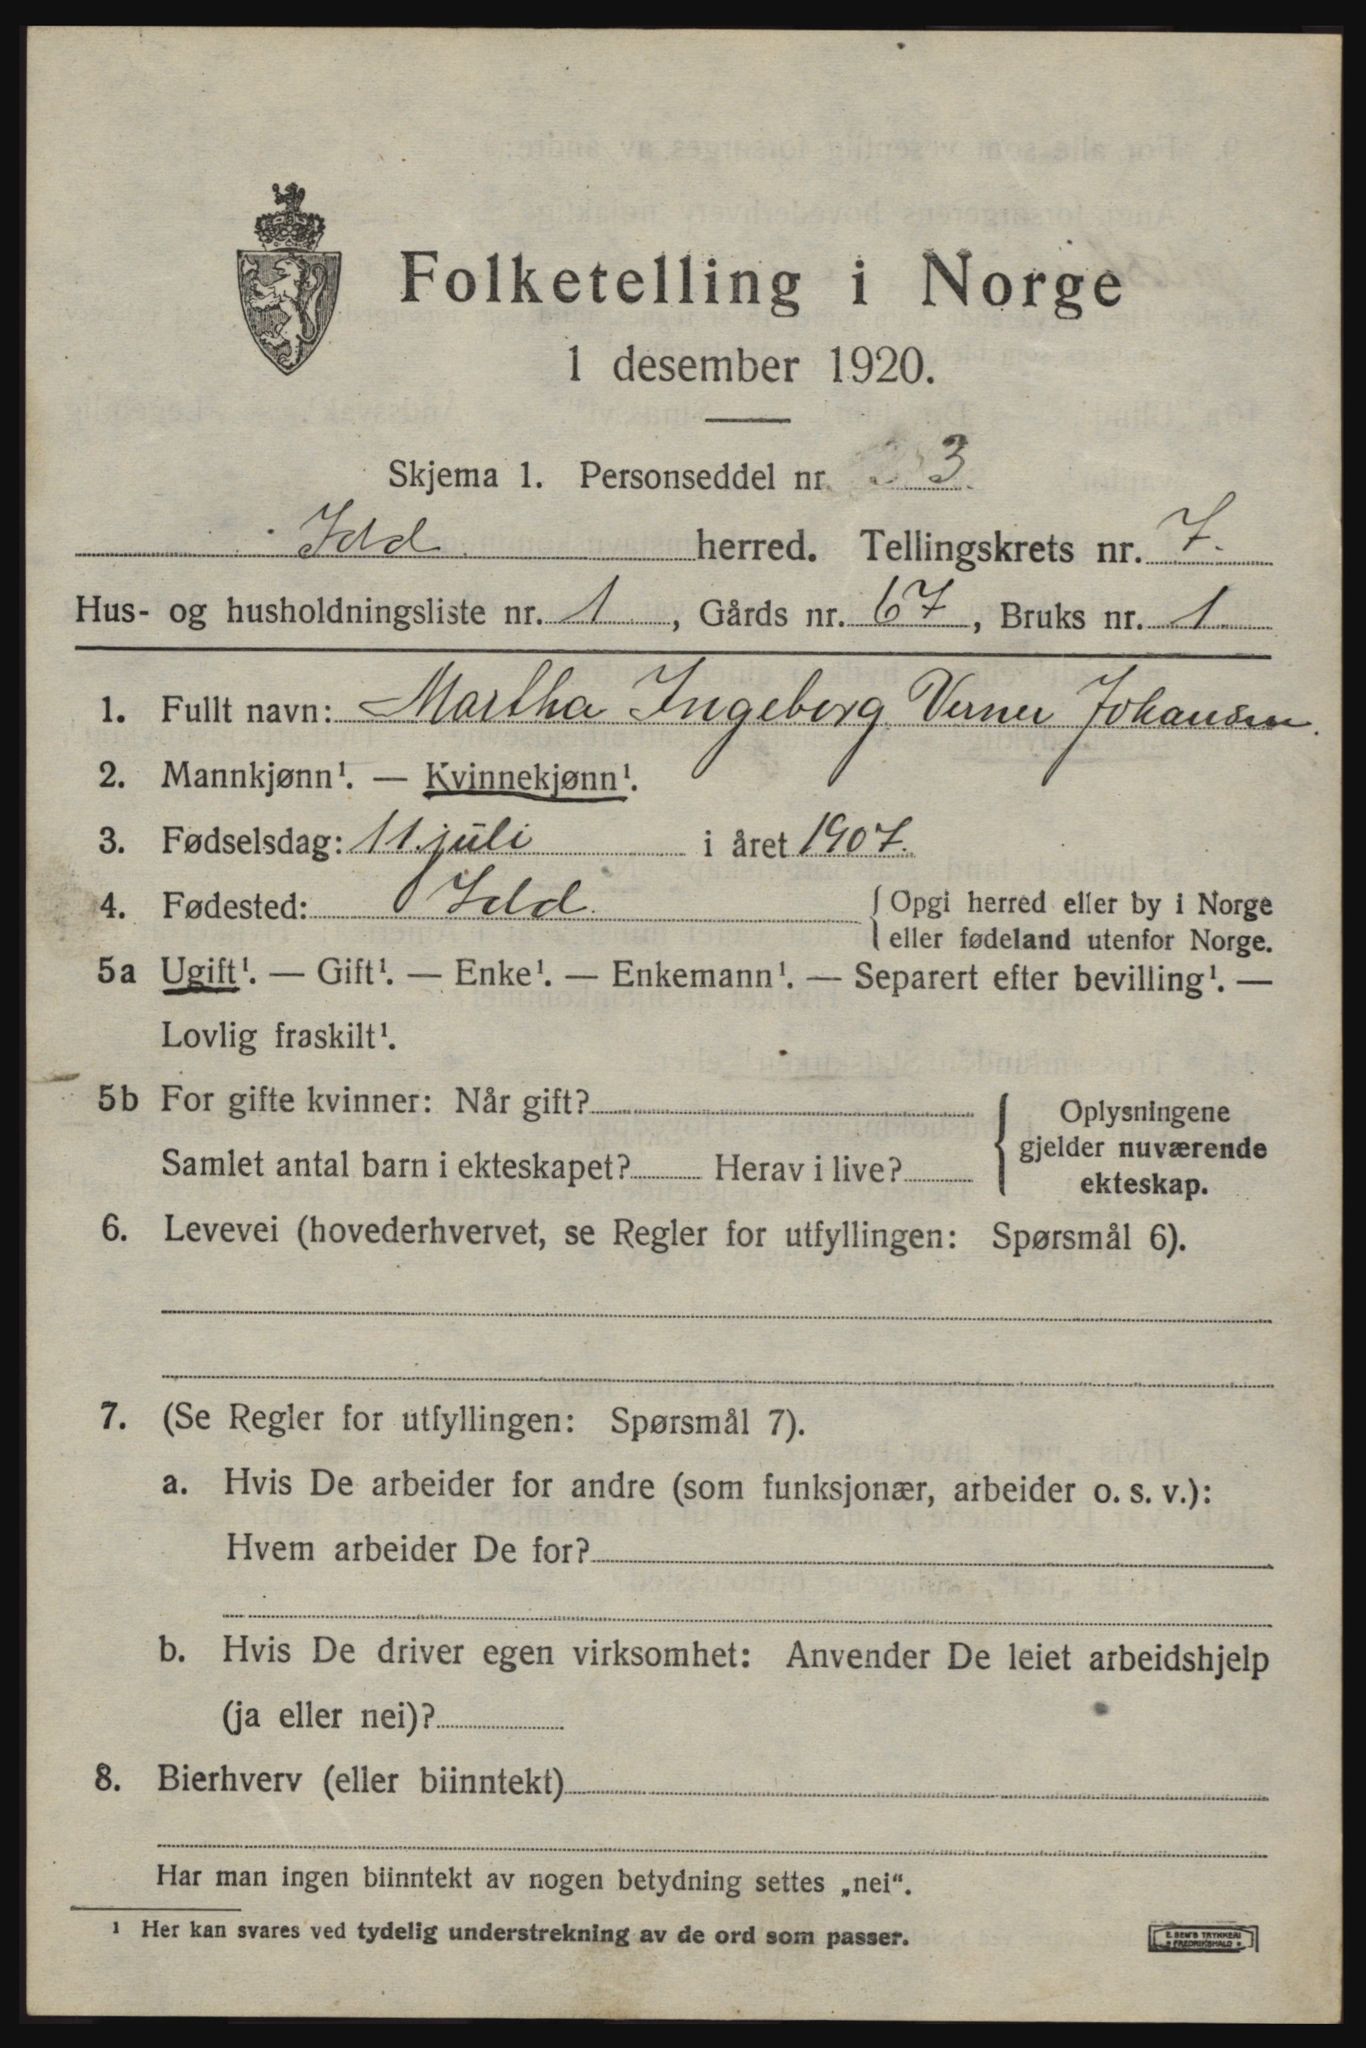 Folketelling i Norge
1 desember 1920.
Skjema 1. Personseddel nr. 3
Idd herred. Tellingskrets nr. 7.
Hus- og husholdningsliste nr. 1, Gårds nr. 67, Bruks nr. 1
1. Fullt navn: Martha Ingeborg Verner Johansen.
2. Mannkjønn¹. — Kvinnekjønn¹.
3. Fødselsdag: 11. juli i året 1907.
4. Fødested: Idd. { Opgi herred eller by i Norge
eller fødeland utenfor Norge.
5a Ugift¹. — Gift¹. — Enke¹. — Enkemann¹. — Separert efter bevilling¹. —
Lovlig fraskilt¹.
5b For gifte kvinner: Når gift?
Samlet antal barn i ekteskapet? Herav i live?
{ Oplysningene
gjelder nuværende
ekteskap.
6. Levevei (hovederhvervet, se Regler for utfyllingen: Spørsmål 6).
7. (Se Regler for utfyllingen: Spørsmål 7).
a. Hvis De arbeider for andre (som funksjonær, arbeider o. s. v.):
Hvem arbeider De for?
b. Hvis De driver egen virksomhet: Anvender De leiet arbeidshjelp
(ja eller nei)?
8. Bierhverv (eller biinntekt)
Har man ingen biinntekt av nogen betydning settes „nei“.
¹ Her kan svares ved tydelig understrekning av de ord som passer.
E. SEM'S TRYKKERI
FREDRIKSHALD